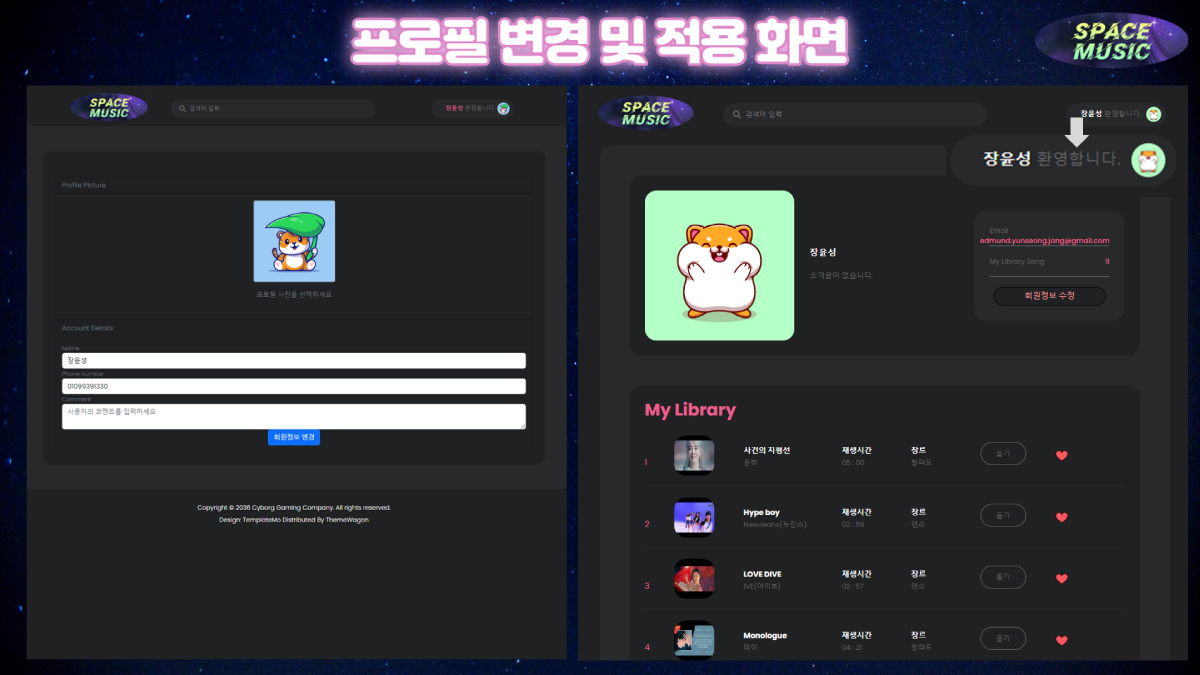 프로필 변경 및 적용 화면
SPACE
MUSIC
SPACE
MUSIC
검색어 입력
장윤성 환영합니다.
Profile Picture
프로필 사진을 선택하세요
Account Details
Name
장윤성
Phone number
01099391330
Comment
사용자의 코멘트를 입력하세요
회원정보 변경
Copyright © 2036 Cyborg Gaming Company. All rights reserved.
Design: TemplateMo Distributed By ThemeWagon
SPACE
MUSIC
검색어 입력
장윤성 환영합니다.
장윤성 환영합니다.
장윤성
소개글이 없습니다.
Email
edmund.yunseong.jang@gmail.com
My Library Song 9
회원정보 수정
My Library
1 사건의 지평선 재생시간 장르 듣기
윤하 05 : 00 발라드
2 Hype boy 재생시간 장르 듣기
NewJeans(뉴진스) 02 : 56 댄스
3 LOVE DIVE 재생시간 장르 듣기
IVE(아이브) 02 : 57 댄스
4 Monologue 재생시간 장르 듣기
테이 04 : 21 발라드